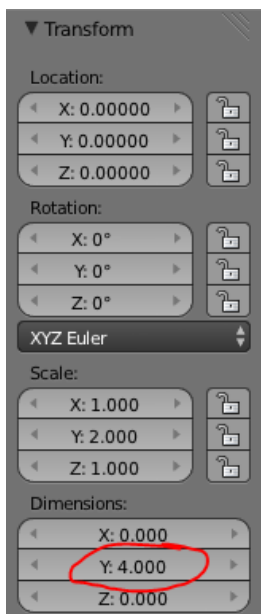 Transform
Location:
X: 0.00000
Y: 0.00000
Z: 0.00000
Rotation:
X: 0°
Y: 0°
Z: 0°
XYZ Euler
Scale:
X: 1.000
Y: 2.000
Z: 1.000
Dimensions:
X: 0.000
Y: 4.000
Z: 0.000